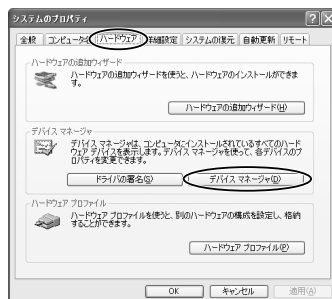 システムのプロパティ
全般 コンピュータ名 ハードウェア 詳細設定 システムの復元 自動更新 リモート
ハードウェアの追加ウィザード
ハードウェアの追加ウィザードを使うと、ハードウェアのインストールができま
す。
ハードウェアの追加ウィザード(H)
デバイス マネージャ
デバイス マネージャは、コンピュータにインストールされているすべてのハード
ウェア デバイスを表示します。デバイス マネージャを使って、各デバイスのプ
ロパティを変更できます。
ドライバの署名(S) デバイス マネージャ(D)
ハードウェア プロファイル
ハードウェア プロファイルを使うと、別のハードウェアの構成を設定し、格納
することができます。
ハードウェア プロファイル(P)
OK キャンセル 適用(A)